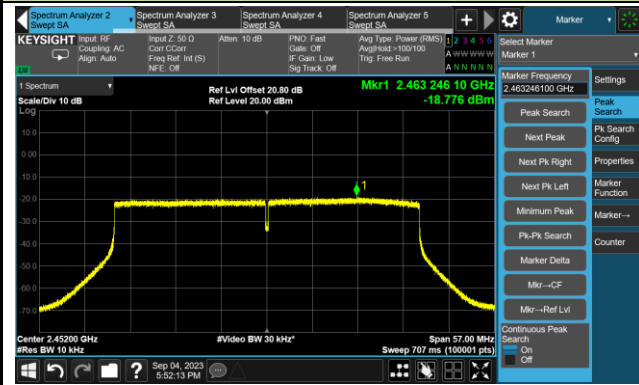 Spectrum Analyzer 2
Swept SA
Spectrum Analyzer 3
Swept SA
Spectrum Analyzer 4
Swept SA
Spectrum Analyzer 5
Swept SA
+
Marker
KEYSIGHT
Input: RF
Coupling: AC
Align: Auto
Input Z: 50 Ω
Corr CCorr
Freq Ref: Int (S)
NFE: Off
Atten: 10 dB
PNO: Fast
Gate: Off
IF Gain: Low
Sig Track: Off
Avg Type: Power (RMS)
Avg|Hold:>100/100
Trig: Free Run
1 2 3 4 5 6
A W W W W W
A N N N N N
Select Marker
Marker 1
1 Spectrum
Scale/Div 10 dB
Log
Ref Lvl Offset 20.80 dB
Ref Level 20.00 dBm
Mkr1 2.463 246 10 GHz
-18.776 dBm
10.0
0.00
-10.0
-20.0
-30.0
-40.0
-50.0
-60.0
-70.0
1
Center 2.45200 GHz
#Res BW 10 kHz
#Video BW 30 kHz*
Span 57.00 MHz
Sweep 707 ms (100001 pts)
Marker Frequency
2.463246100 GHz
Peak Search
Next Peak
Next Pk Right
Next Pk Left
Minimum Peak
Pk-Pk Search
Marker Delta
Mkr→CF
Mkr→Ref Lvl
Continuous Peak
Search
On
Off
Settings
Peak
Search
Pk Search
Config
Properties
Marker
Function
Marker→
Counter
?
Sep 04, 2023
5:52:13 PM